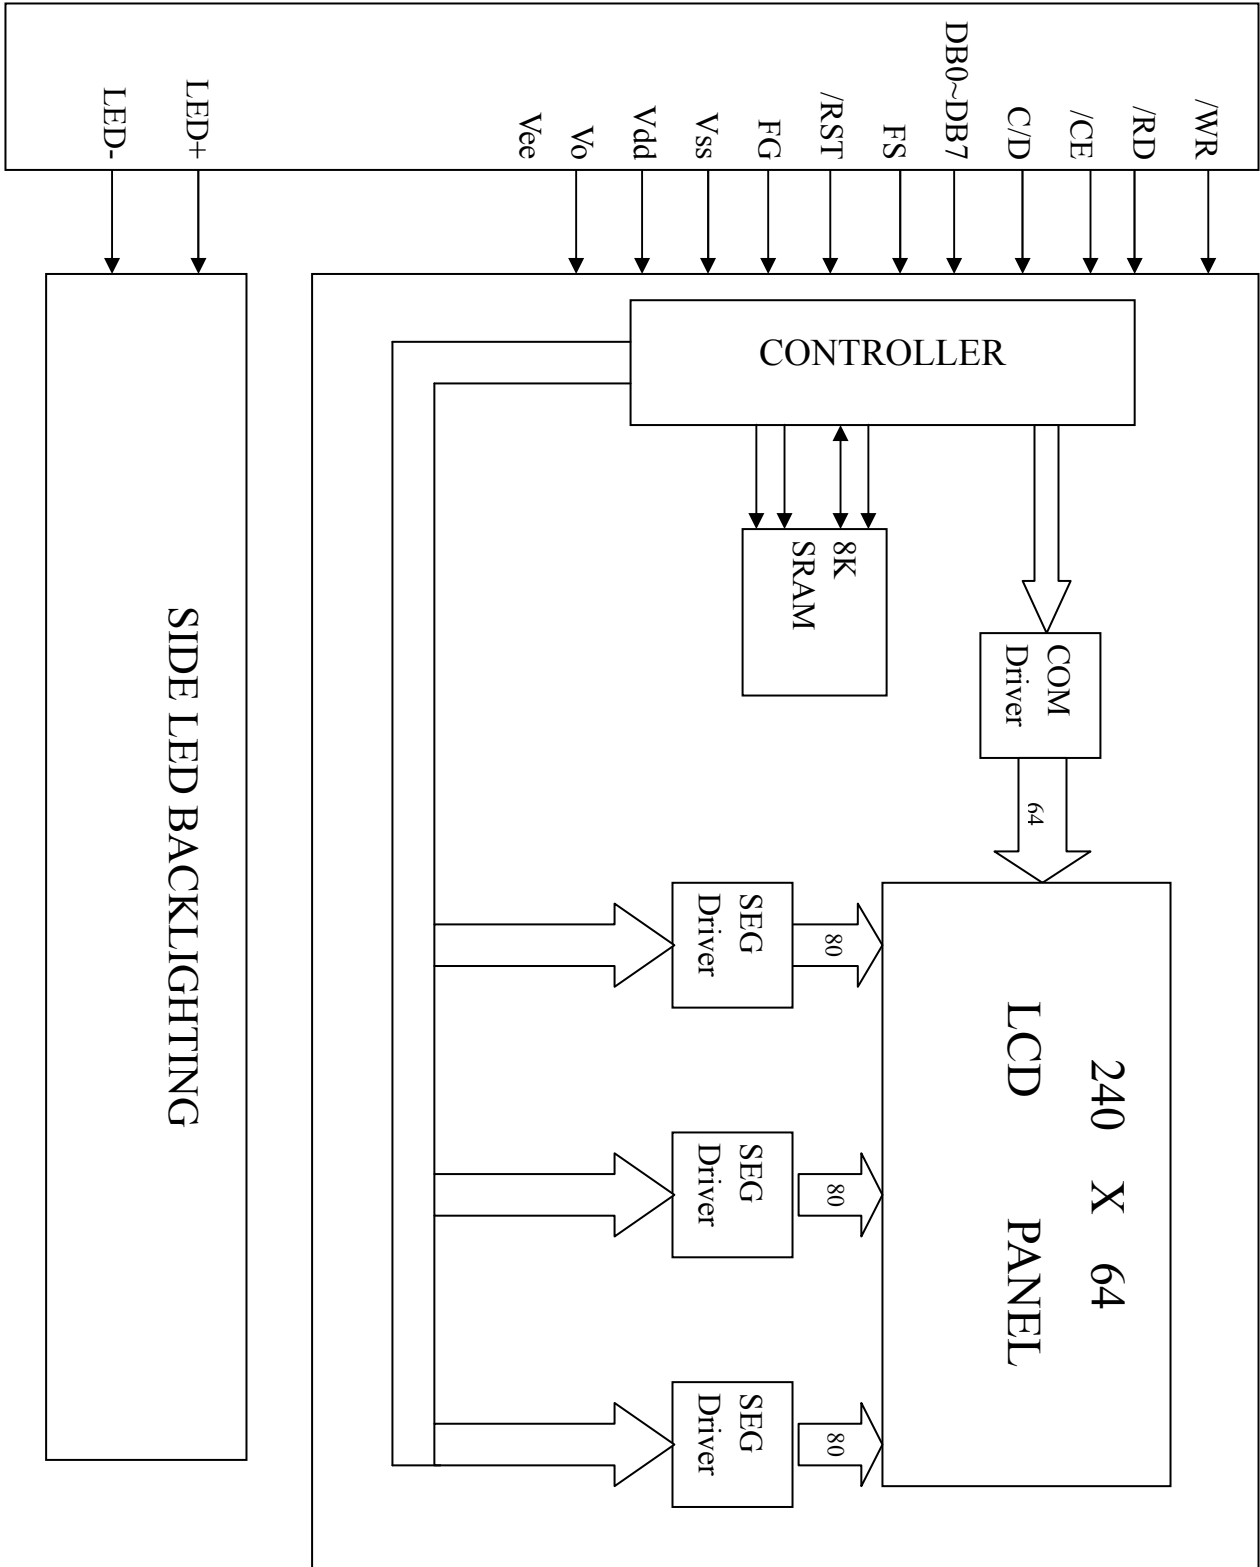 /WR
/RD
/CE
C/D
DB0~DB7
FS
/RST
FG
Vss
Vdd
Vo
Vee
LED+
LED-
CONTROLLER
8K
SRAM
COM
Driver
64
240 X 64
LCD PANEL
SEG
Driver
80
SEG
Driver
80
SEG
Driver
80
SIDE LED BACKLIGHTING